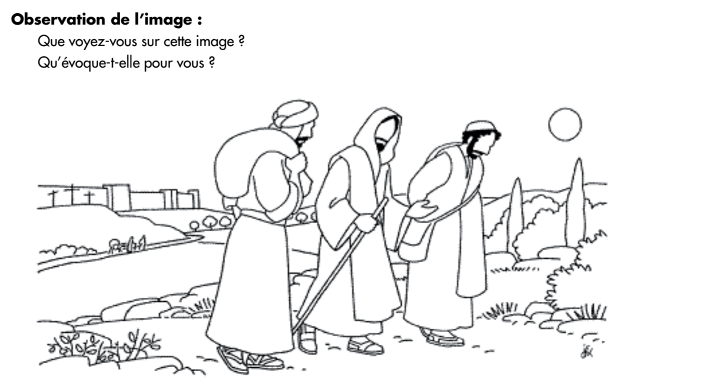 Observation de l'image :
Que voyez-vous sur cette image ?
Qu'évoque-t-elle pour vous ?